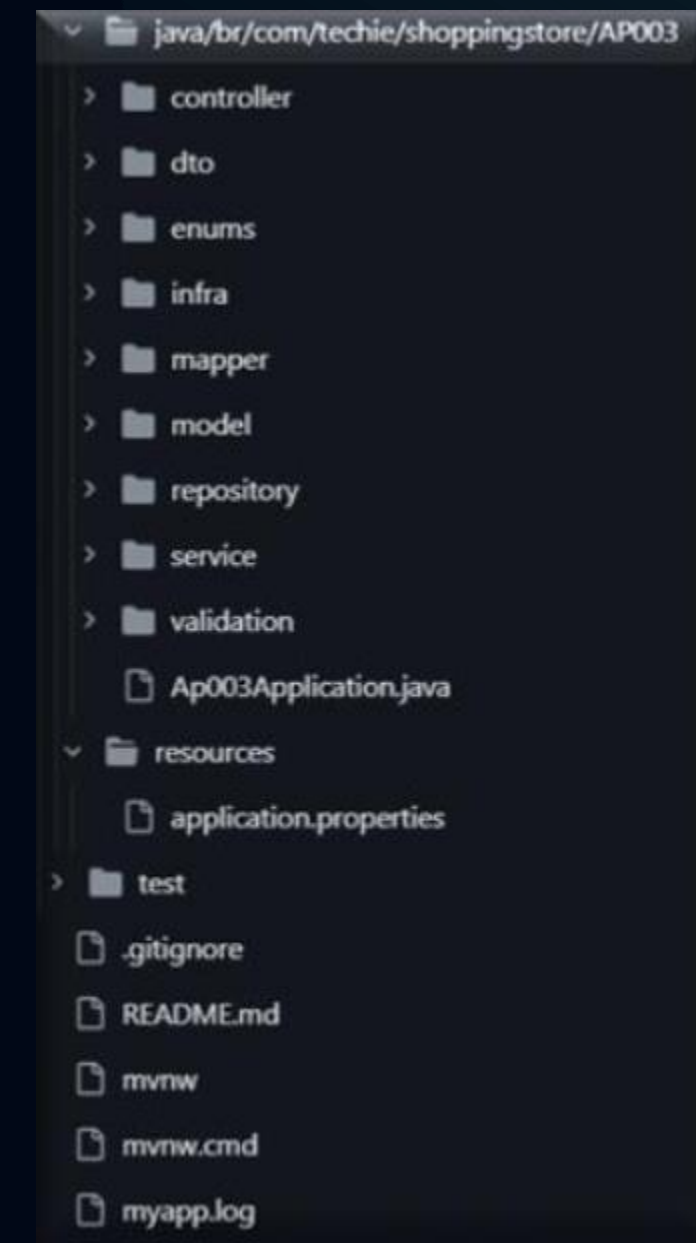 java/br/com/techie/shoppingstore/AP003
controller
dto
enums
infra
mapper
model
repository
service
validation
Ap003Application.java
resources
application.properties
test
.gitignore
README.md
mvnw
mvnw.cmd
myapp.log